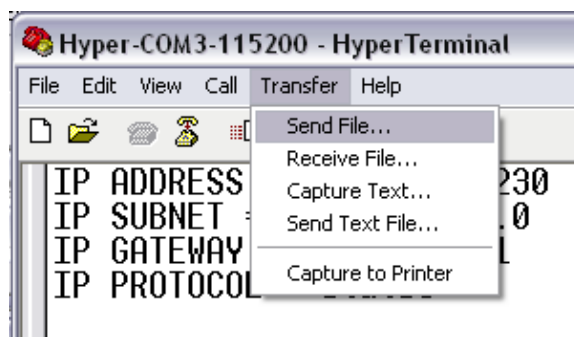 Hyper-COM3-115200 - HyperTerminal
File Edit View Call Transfer Help
Send File...
Receive File...
Capture Text...
Send Text File...
Capture to Printer
IP ADDRESS 230
IP SUBNET = .0
IP GATEWAY
IP PROTOCOL